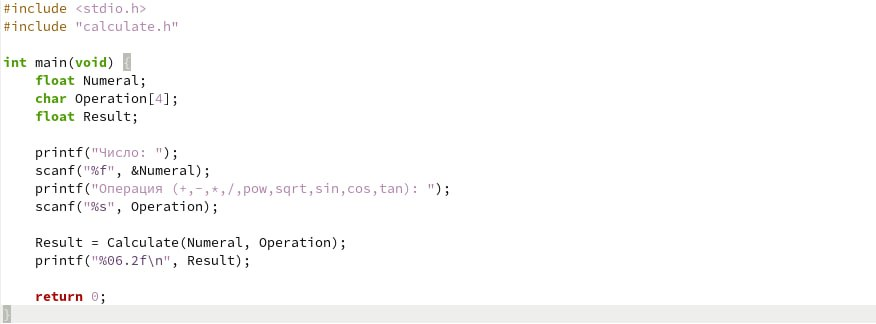 #include <stdio.h>
#include "calculate.h"
int main(void) {
float Numeral;
char Operation[4];
float Result;
printf("Число: ");
scanf("%f", &Numeral);
printf("Операция (+,-,*,/,pow,sqrt,sin,cos,tan): ");
scanf("%s", Operation);
Result = Calculate(Numeral, Operation);
printf("%06.2f\n", Result);
return 0;
}